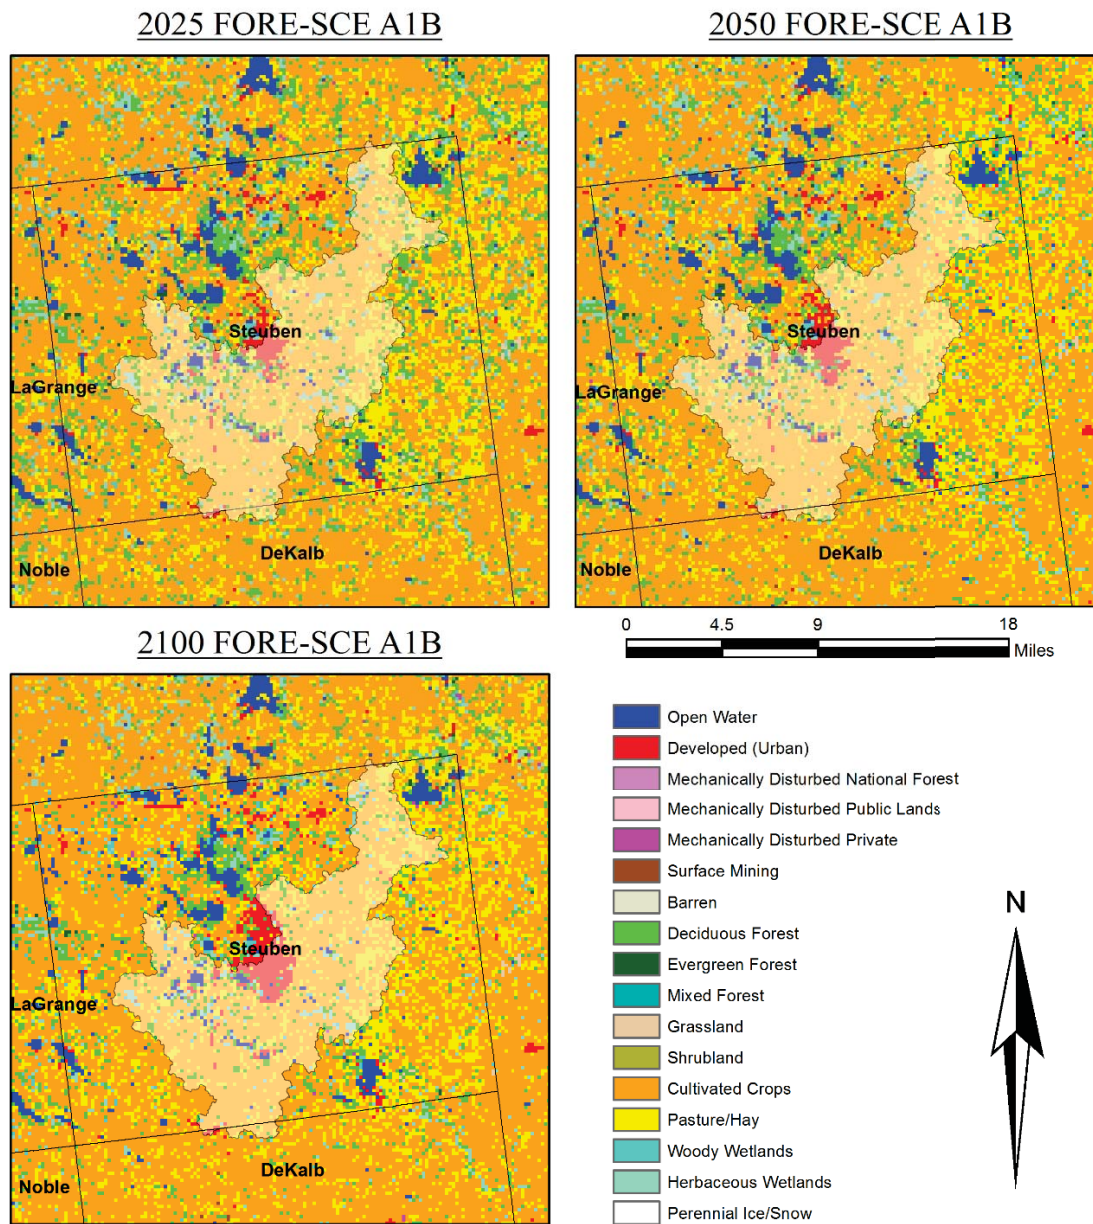 2025 FORE-SCE A1B
2050 FORE-SCE A1B
Steuben
LaGrange
DeKalb
Noble
Steuben
LaGrange
DeKalb
Noble
2100 FORE-SCE A1B
0 4.5 9 18
Miles
Steuben
LaGrange
DeKalb
Noble
Open Water
Developed (Urban)
Mechanically Disturbed National Forest
Mechanically Disturbed Public Lands
Mechanically Disturbed Private
Surface Mining
Barren
Deciduous Forest
Evergreen Forest
Mixed Forest
Grassland
Shrubland
Cultivated Crops
Pasture/Hay
Woody Wetlands
Herbaceous Wetlands
Perennial Ice/Snow
N